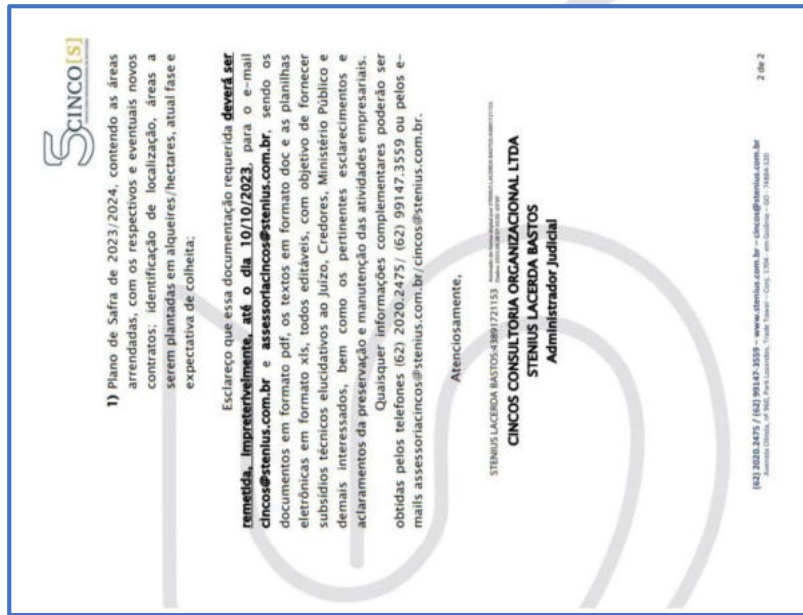 CINCO[S]
1) Plano de Safra de 2023/2024, contendo as áreas
arrendadas, com os respectivos e eventuais novos
contratos; identificação de localização, áreas a
serem plantadas em alqueires/hectares, atual fase e
expectativa de colheita;
Esclareço que essa documentação requerida deverá ser
remetida, impreterivelmente, até o dia 10/10/2023, para o e-mail
cincos@stenius.com.br e assessoriacincos@stenius.com.br, sendo os
documentos em formato pdf, os textos em formato doc e as planilhas
eletrônicas em formato xls, todos editáveis, com objetivo de fornecer
subsídios técnicos elucidativos ao Juízo, Credores, Ministério Público e
demais interessados, bem como os pertinentes esclarecimentos e
aclaramentos da preservação e manutenção das atividades empresariais.
Quaisquer informações complementares poderão ser
obtidas pelos telefones (62) 2020.2475/ (62) 99147.3559 ou pelos e-
mails assessoriacincos@stenius.com.br/cincos@stenius.com.br.
Atenciosamente,
STENIUS LACERDA BASTOS:43891721153
CINCOS CONSULTORIA ORGANIZACIONAL LTDA
STENIUS LACERDA BASTOS
Administrador Judicial
(62) 2020.2475 / (62) 99147-3559 – www.stenius.com.br – cincos@stenius.com.br
2 de 2